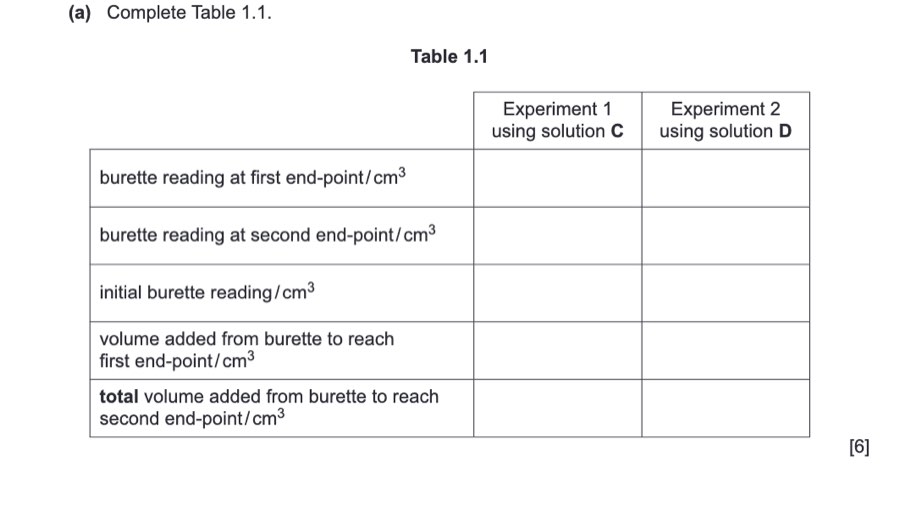 (a) Complete Table 1.1.
Table 1.1
Experiment 1
using solution C
Experiment 2
using solution D
burette reading at first end-point/cm³
burette reading at second end-point/cm³
initial burette reading/cm³
volume added from burette to reach
first end-point/cm³
total volume added from burette to reach
second end-point/cm³
[6]